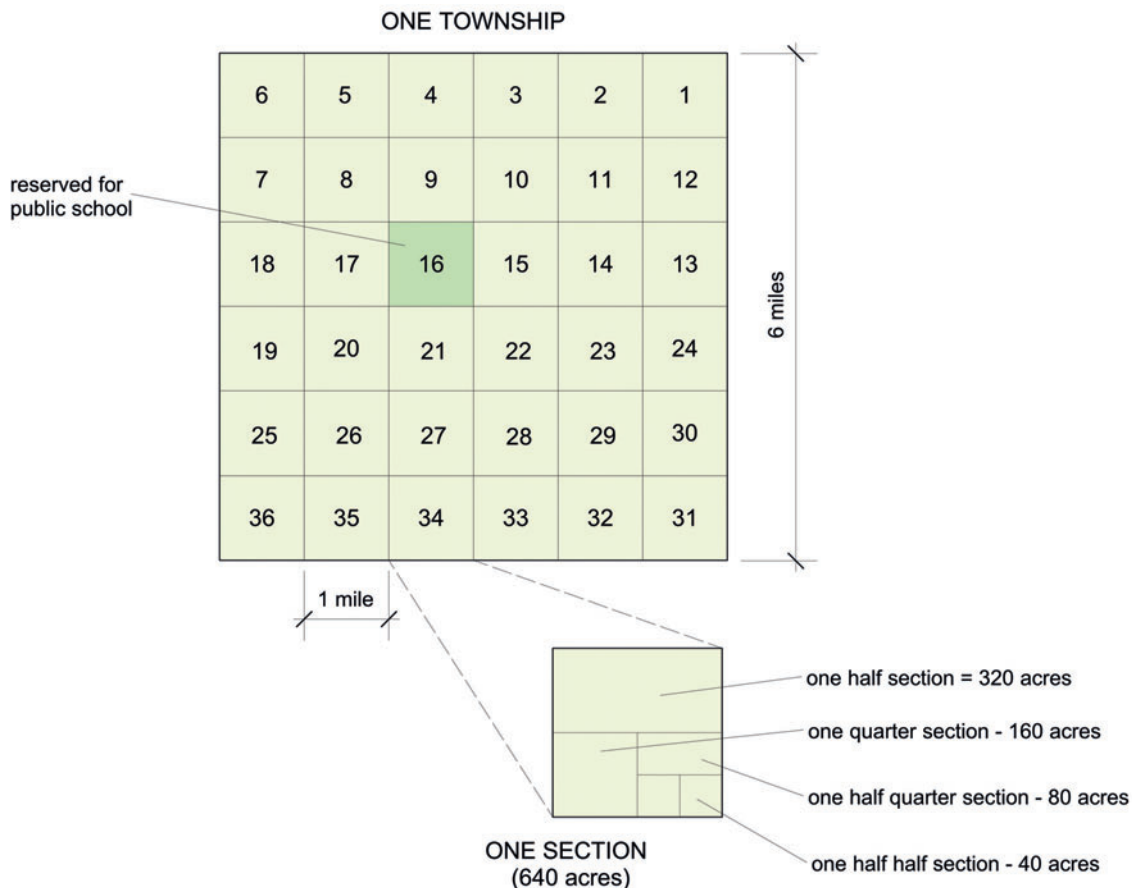 ONE TOWNSHIP
6 5 4 3 2 1
7 8 9 10 11 12
reserved for
public school
18 17 16 15 14 13
6 miles
19 20 21 22 23 24
25 26 27 28 29 30
36 35 34 33 32 31
1 mile
one half section = 320 acres
one quarter section - 160 acres
one half quarter section - 80 acres
one half half section - 40 acres
ONE SECTION
(640 acres)